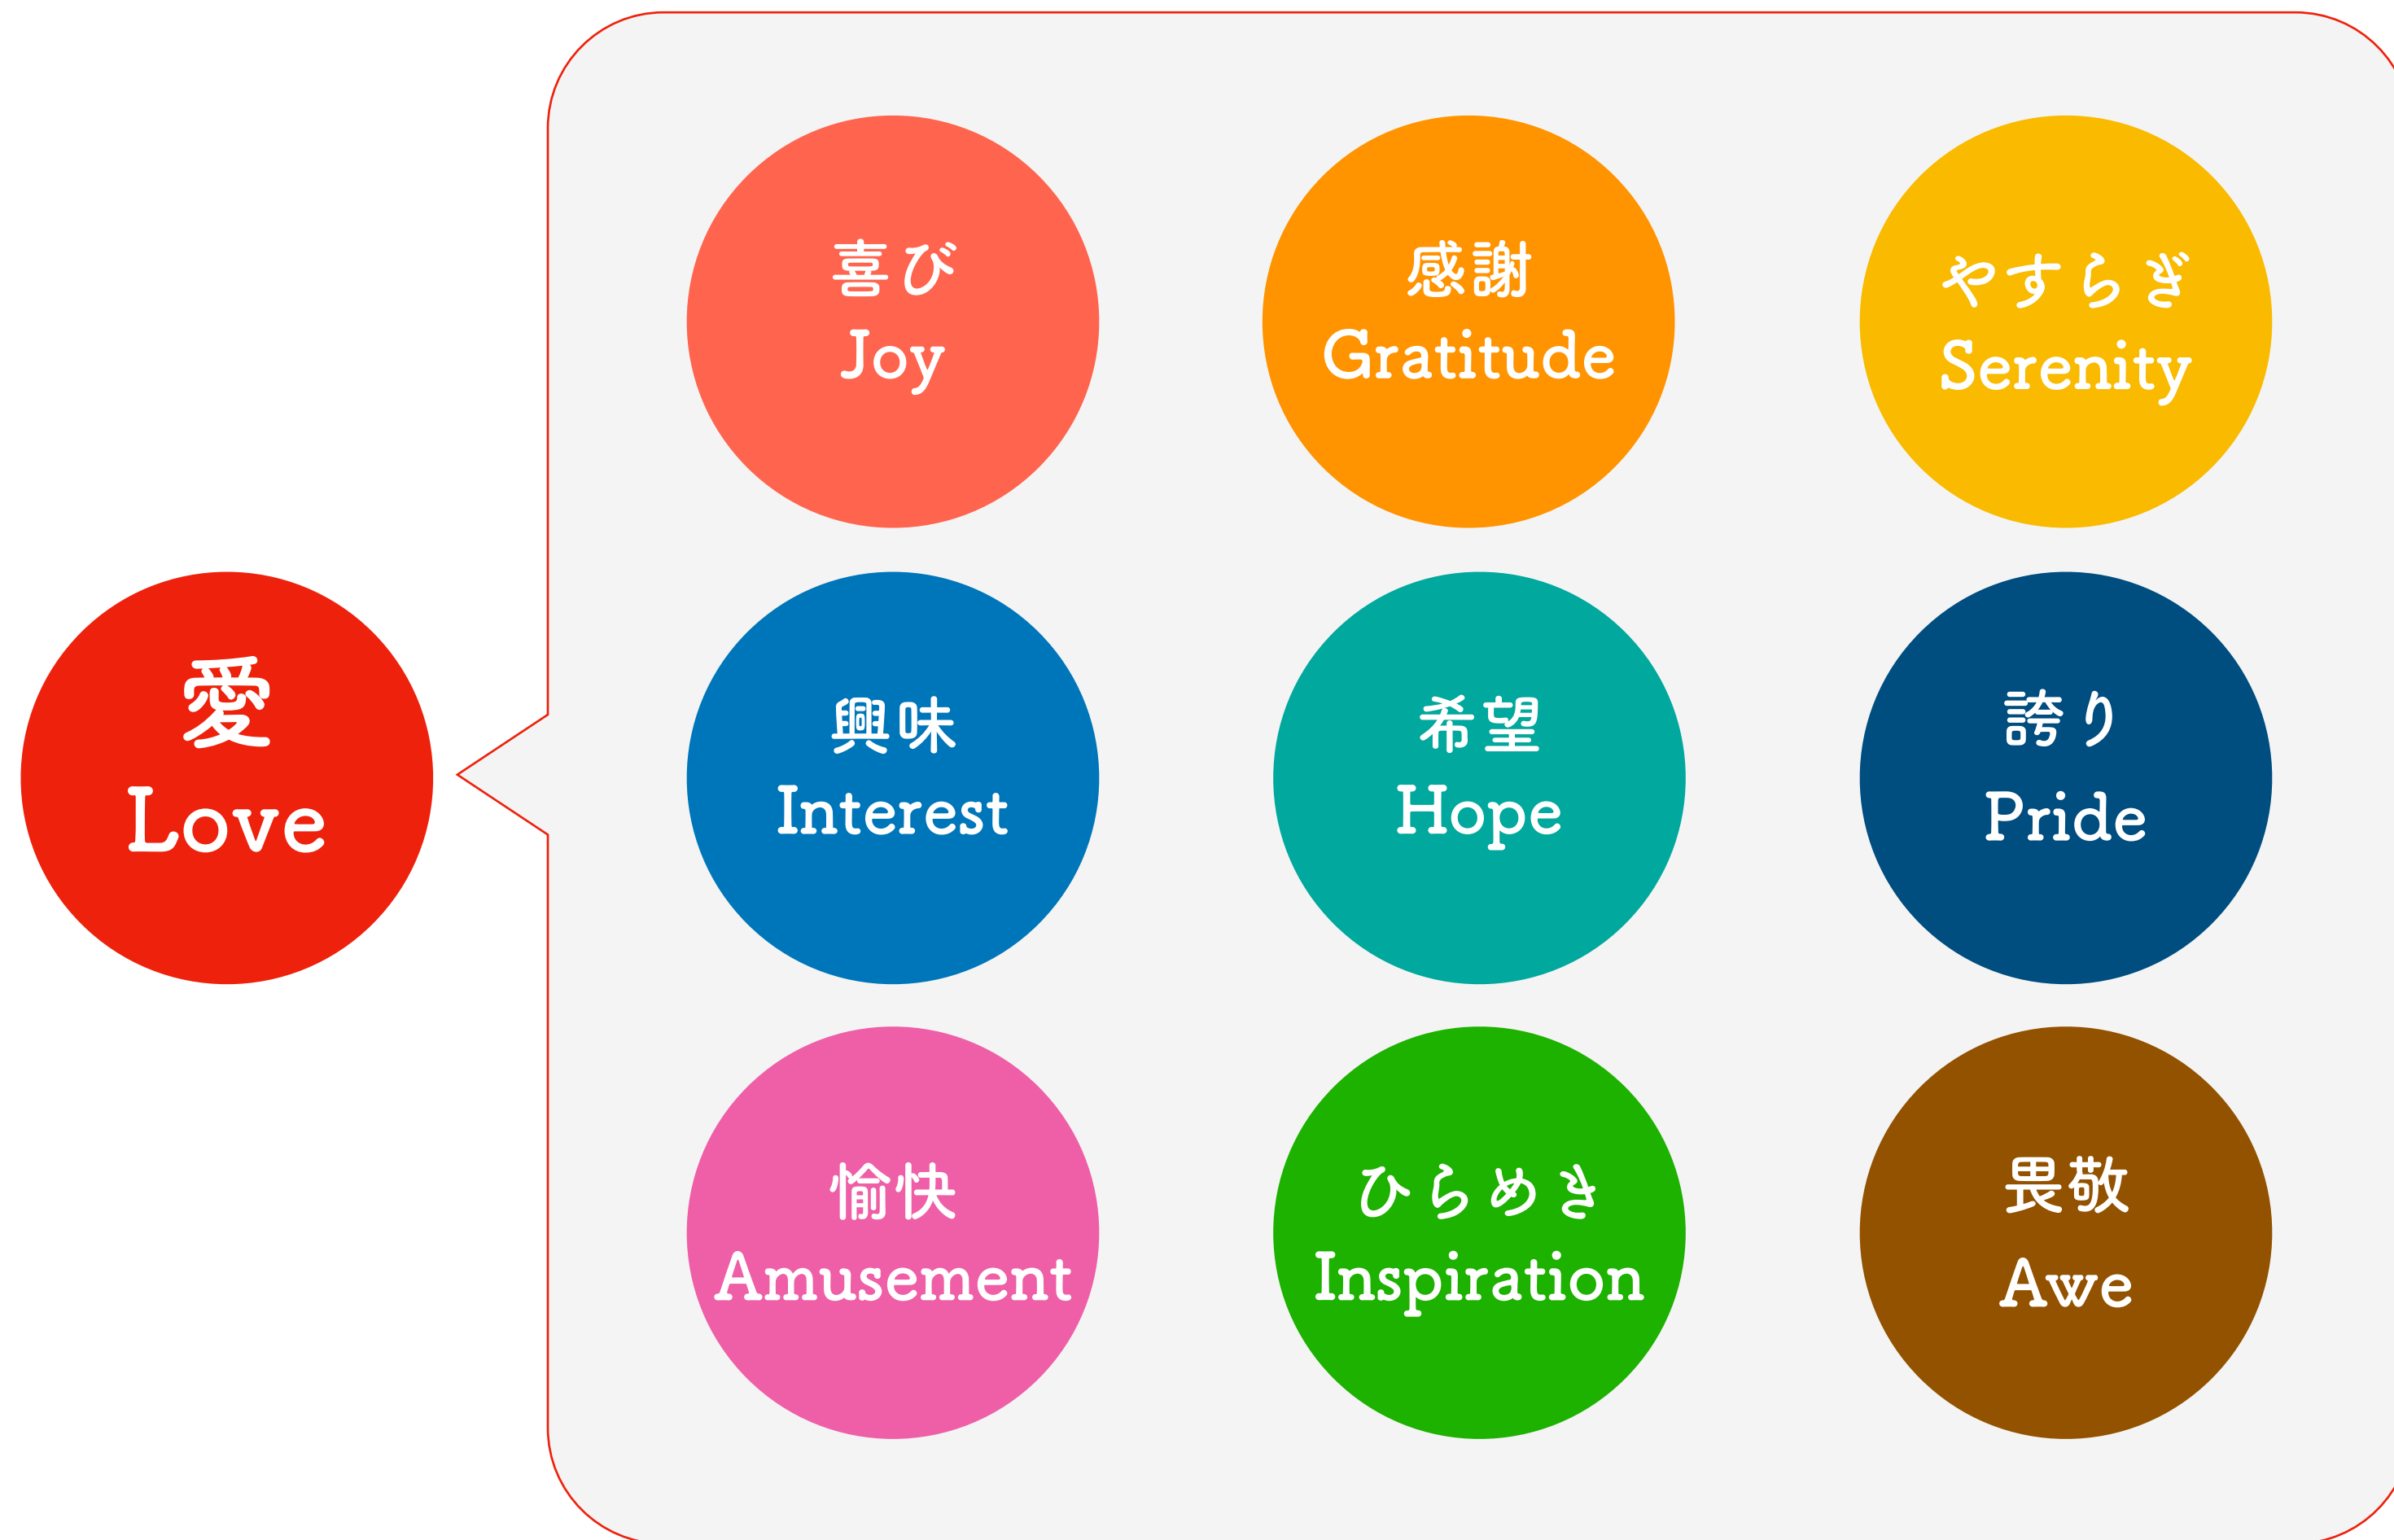 愛
Love
喜び
Joy
感謝
Gratitude
やすらぎ
Serenity
興味
Interest
希望
Hope
誇り
Pride
愉快
Amusement
ひらめき
Inspiration
畏敬
Awe